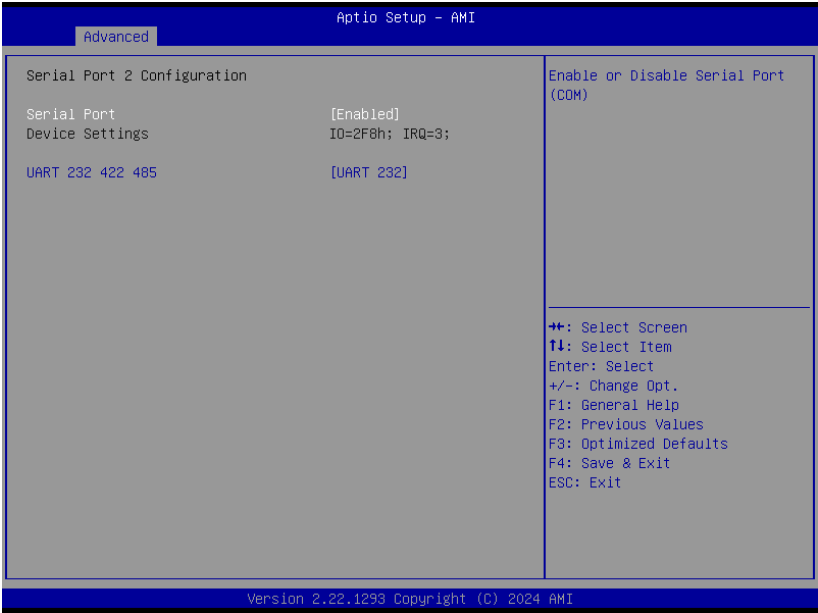 Aptio Setup – AMI
Advanced
Serial Port 2 Configuration
Serial Port [Enabled]
Device Settings IO=2F8h; IRQ=3;
UART 232 422 485 [UART 232]
Enable or Disable Serial Port
(COM)
→←: Select Screen
↑↓: Select Item
Enter: Select
+/-: Change Opt.
F1: General Help
F2: Previous Values
F3: Optimized Defaults
F4: Save & Exit
ESC: Exit
Version 2.22.1293 Copyright (C) 2024 AMI